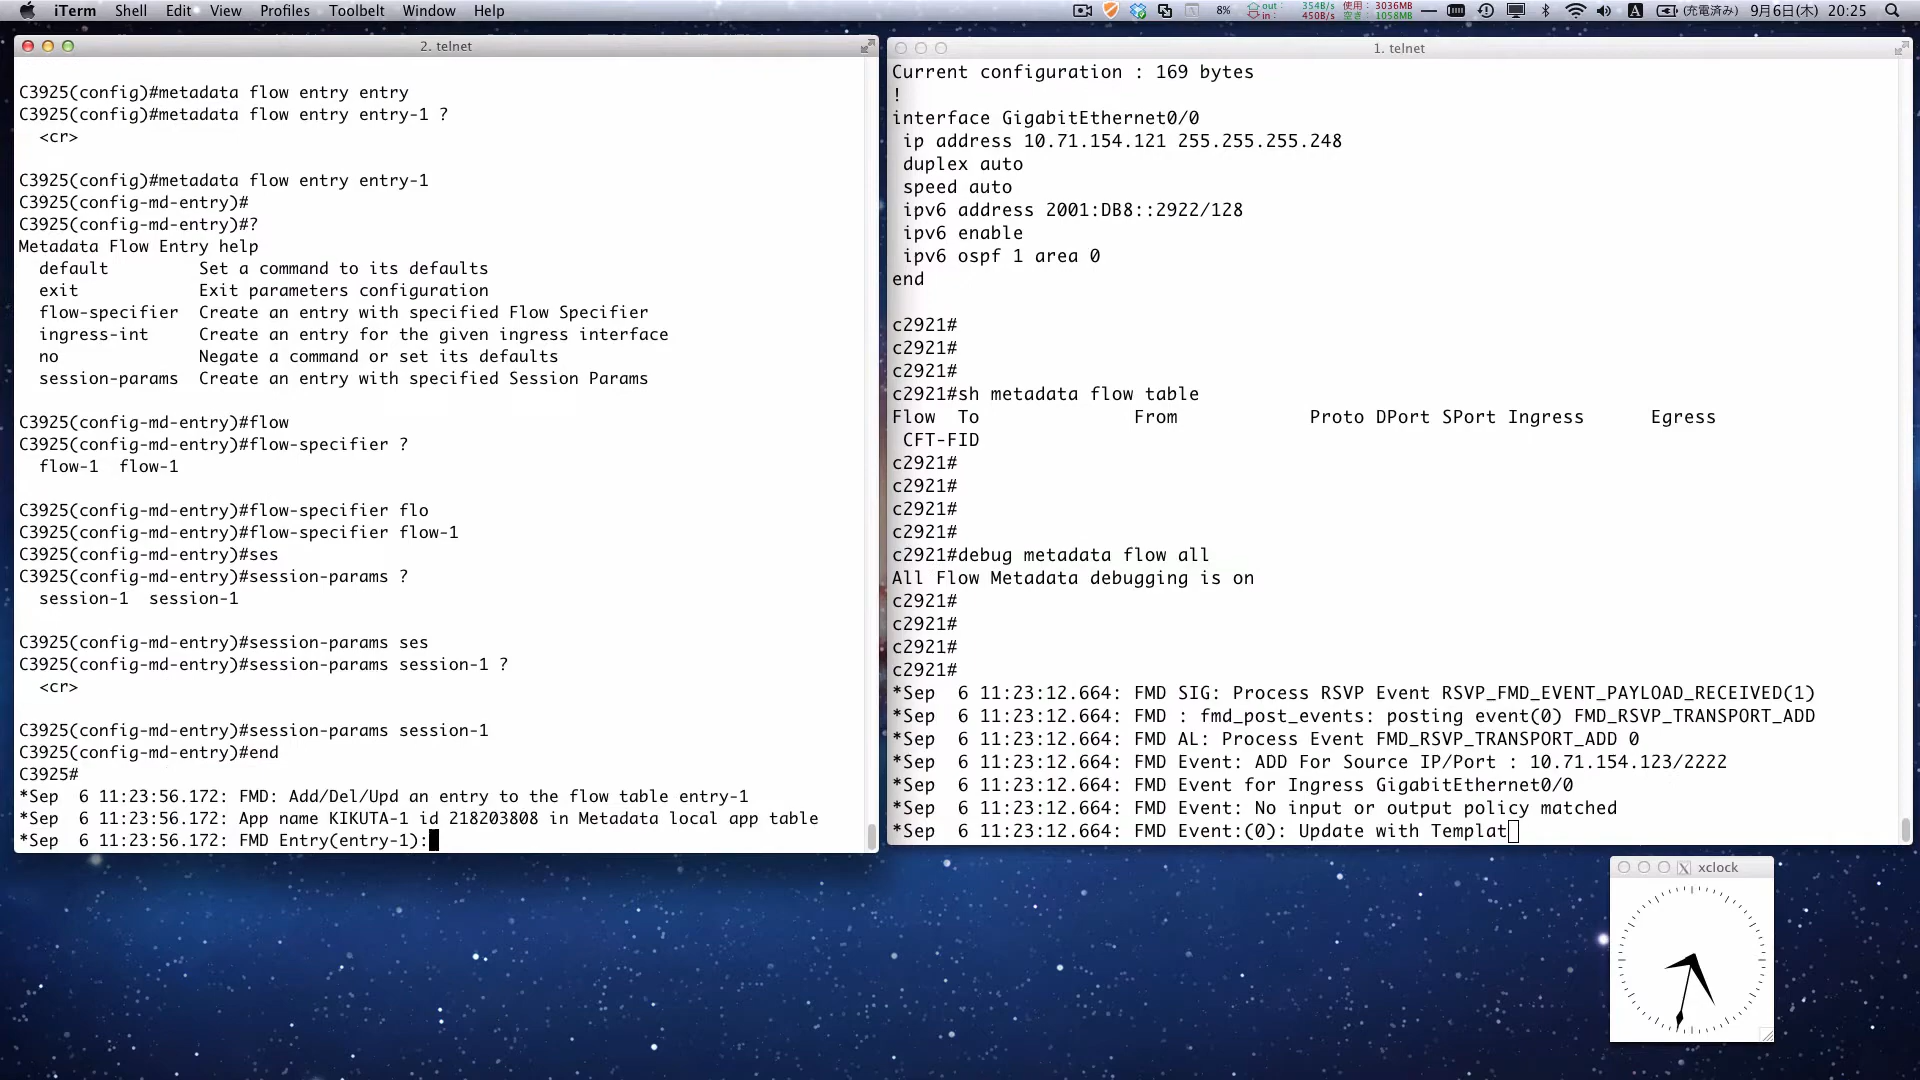 iTerm Shell Edit View Profiles Toolbelt Window Help
8% out: 354B/s in: 450B/s 使用: 3036MB 空き: 1058MB A (充電済み) 9月6日(木) 20:25
2. telnet
C3925(config)#metadata flow entry entry
C3925(config)#metadata flow entry entry-1 ?
<cr>
C3925(config)#metadata flow entry entry-1
C3925(config-md-entry)#
C3925(config-md-entry)#?
Metadata Flow Entry help
default Set a command to its defaults
exit Exit parameters configuration
flow-specifier Create an entry with specified Flow Specifier
ingress-int Create an entry for the given ingress interface
no Negate a command or set its defaults
session-params Create an entry with specified Session Params
C3925(config-md-entry)#flow
C3925(config-md-entry)#flow-specifier ?
flow-1 flow-1
C3925(config-md-entry)#flow-specifier flo
C3925(config-md-entry)#flow-specifier flow-1
C3925(config-md-entry)#ses
C3925(config-md-entry)#session-params ?
session-1 session-1
C3925(config-md-entry)#session-params ses
C3925(config-md-entry)#session-params session-1 ?
<cr>
C3925(config-md-entry)#session-params session-1
C3925(config-md-entry)#end
C3925#
*Sep 6 11:23:56.172: FMD: Add/Del/Upd an entry to the flow table entry-1
*Sep 6 11:23:56.172: App name KIKUTA-1 id 218203808 in Metadata local app table
*Sep 6 11:23:56.172: FMD Entry(entry-1):
1. telnet
Current configuration : 169 bytes
!
interface GigabitEthernet0/0
ip address 10.71.154.121 255.255.255.248
duplex auto
speed auto
ipv6 address 2001:DB8::2922/128
ipv6 enable
ipv6 ospf 1 area 0
end
c2921#
c2921#
c2921#
c2921#sh metadata flow table
Flow To From Proto DPort SPort Ingress Egress
CFT-FID
c2921#
c2921#
c2921#
c2921#
c2921#debug metadata flow all
All Flow Metadata debugging is on
c2921#
c2921#
c2921#
c2921#
*Sep 6 11:23:12.664: FMD SIG: Process RSVP Event RSVP_FMD_EVENT_PAYLOAD_RECEIVED(1)
*Sep 6 11:23:12.664: FMD : fmd_post_events: posting event(0) FMD_RSVP_TRANSPORT_ADD
*Sep 6 11:23:12.664: FMD AL: Process Event FMD_RSVP_TRANSPORT_ADD 0
*Sep 6 11:23:12.664: FMD Event: ADD For Source IP/Port : 10.71.154.123/2222
*Sep 6 11:23:12.664: FMD Event for Ingress GigabitEthernet0/0
*Sep 6 11:23:12.664: FMD Event: No input or output policy matched
*Sep 6 11:23:12.664: FMD Event:(0): Update with Templat
xclock